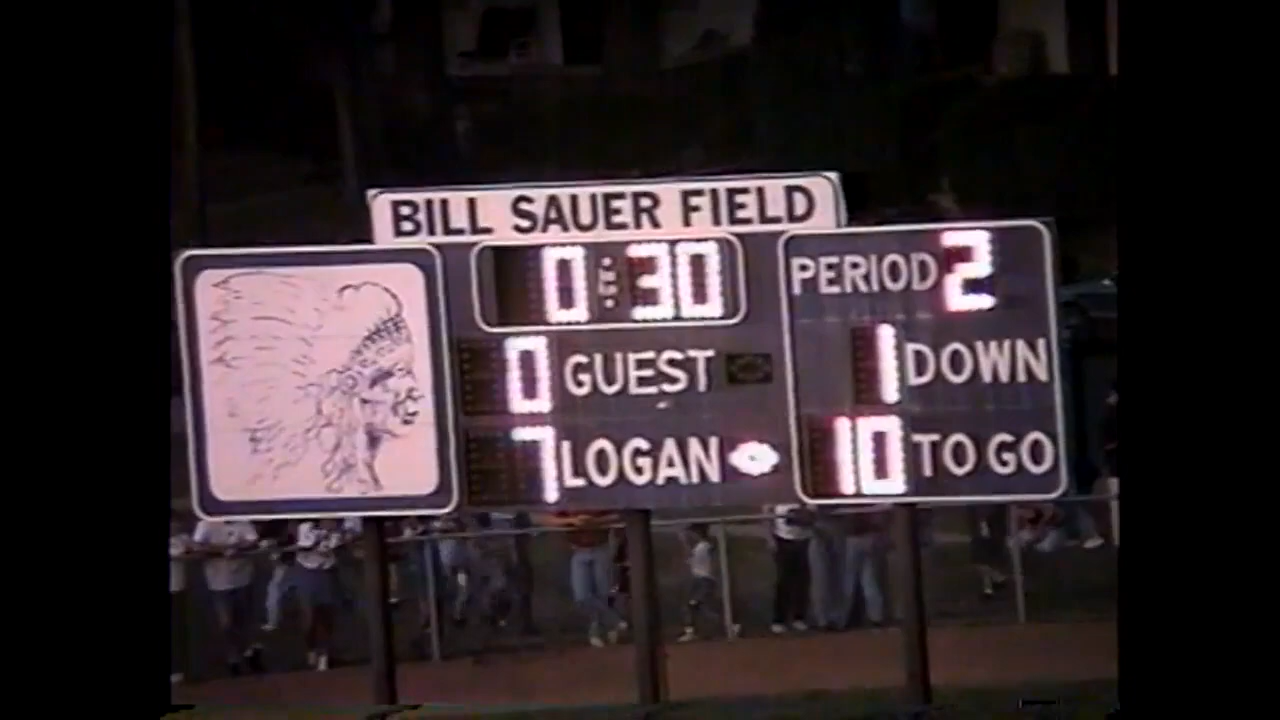 BILL SAUER FIELD
0:30
PERIOD 2
0 GUEST
1 DOWN
7 LOGAN
10 TO GO